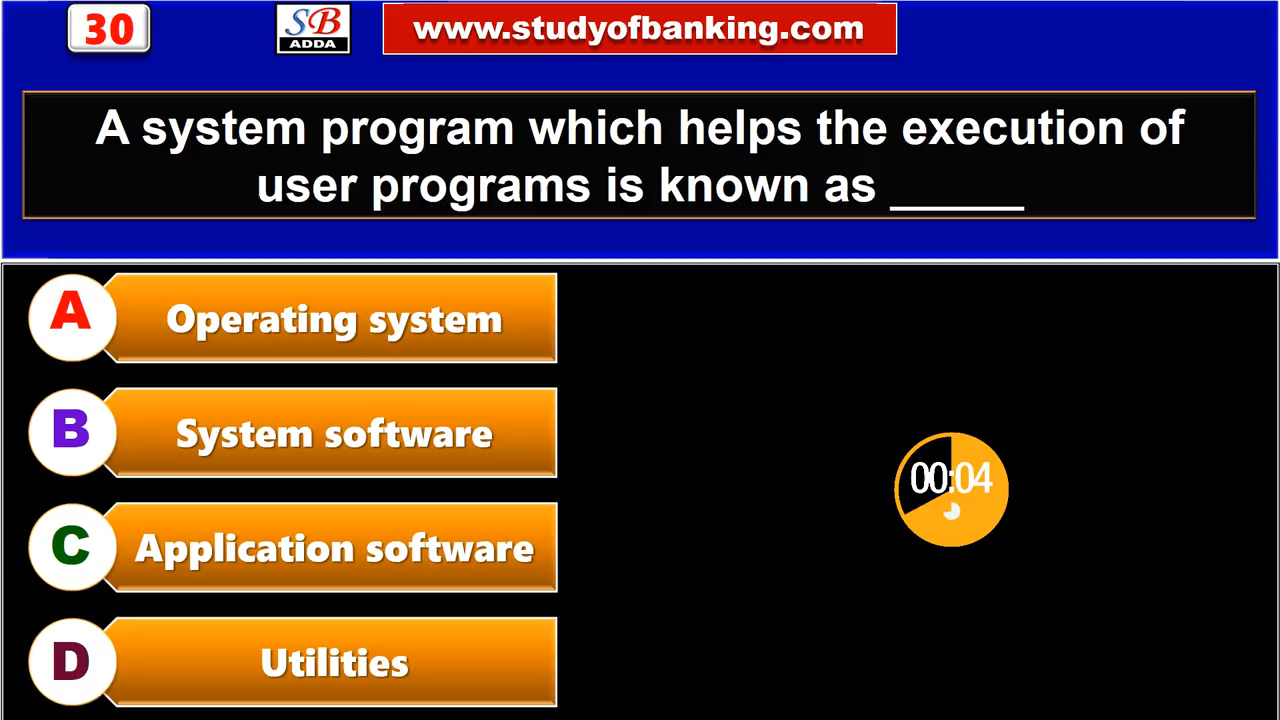 30
SB
ADDA
www.studyofbanking.com
A system program which helps the execution of
user programs is known as _____
A
Operating system
B
System software
C
Application software
D
Utilities
00:04